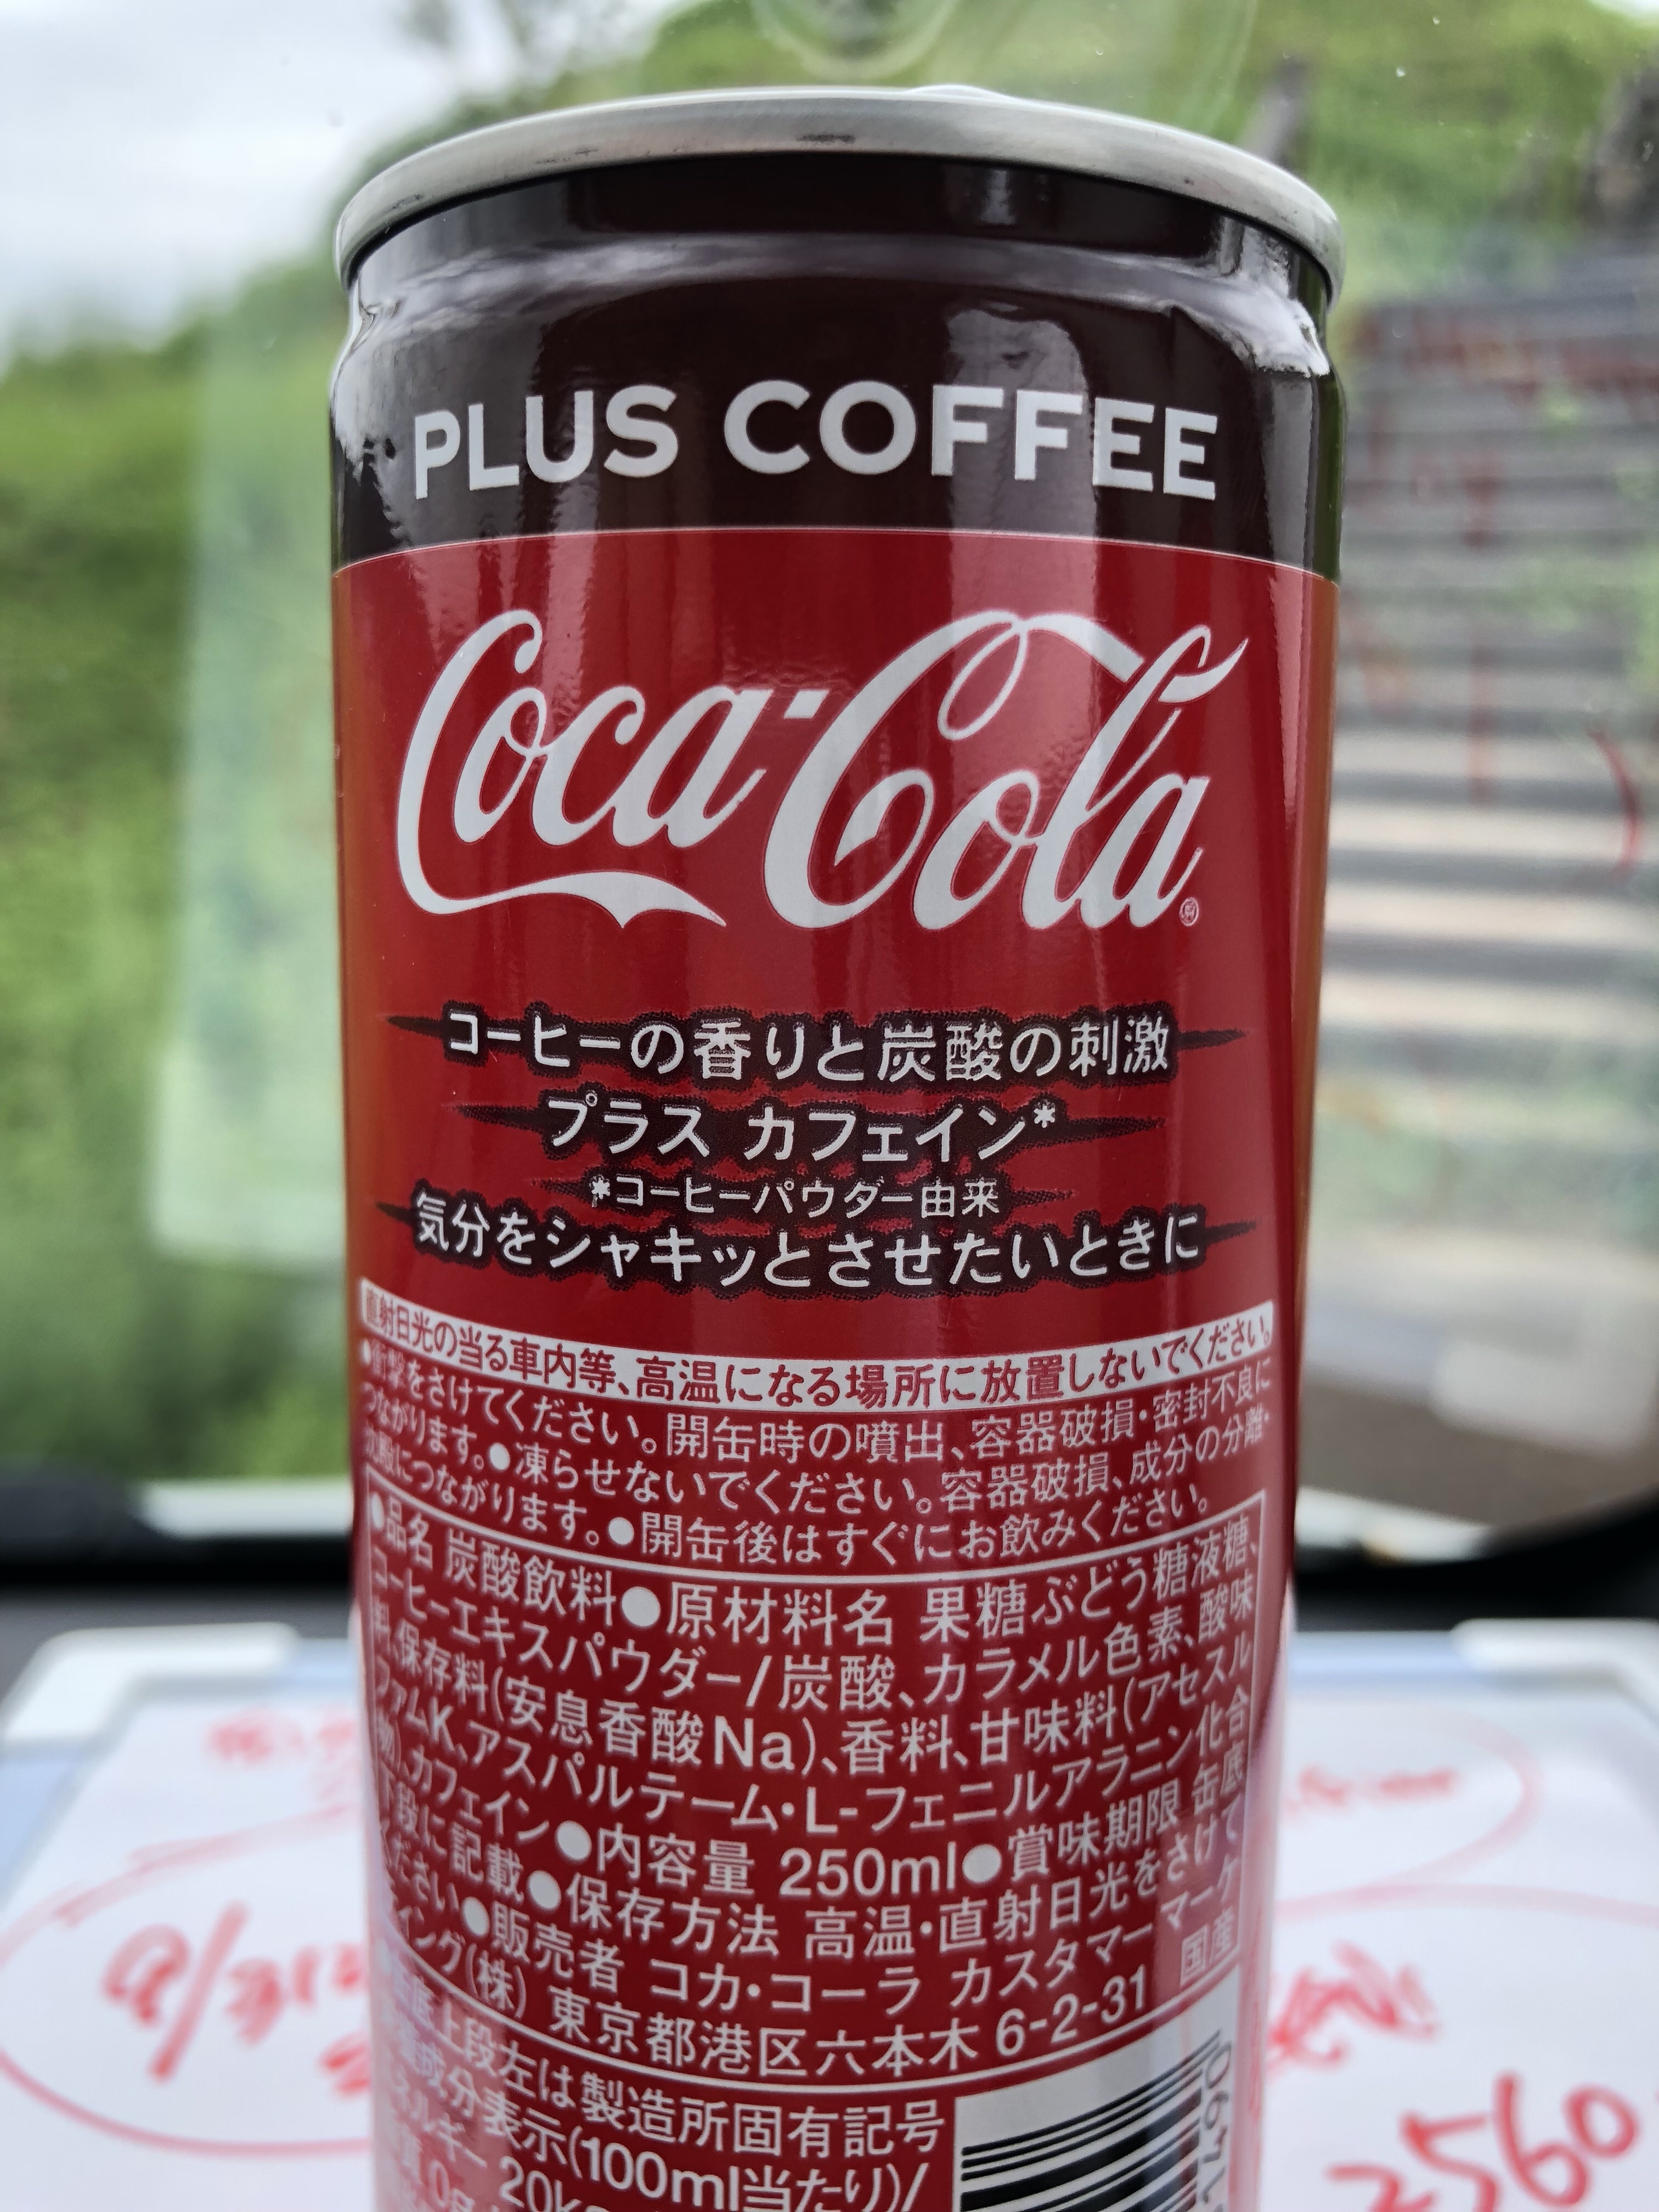 PLUS COFFEE
Coca-Cola
コーヒーの香りと炭酸の刺激
プラス カフェイン*
*コーヒーパウダー由来
気分をシャキッとさせたいときに
直射日光の当る車内等、高温になる場所に放置しないでください。
●衝撃をさけてください。開缶時の噴出、容器破損・密封不良に
つながります。●凍らせないでください。容器破損、成分の分離・
につながります。●開缶後はすぐにお飲みください。
●品名 炭酸飲料●原材料名 果糖ぶどう糖液糖、
コーヒーエキスパウダー/炭酸、カラメル色素、酸味
料、保存料(安息香酸Na)、香料、甘味料(アセスル
ファムK、アスパルテーム・L-フェニルアラニン化合
物)、カフェイン●内容量 250ml●賞味期限 缶底
下段に記載●保存方法 高温・直射日光をさけて
ください●販売者 コカ・コーラ カスタマーマーケ
ティング(株) 東京都港区六本木 6-2-31 国産
缶底上段左は製造所固有記号
栄養成分表示(100ml当たり)/
エネルギー 20k
2560